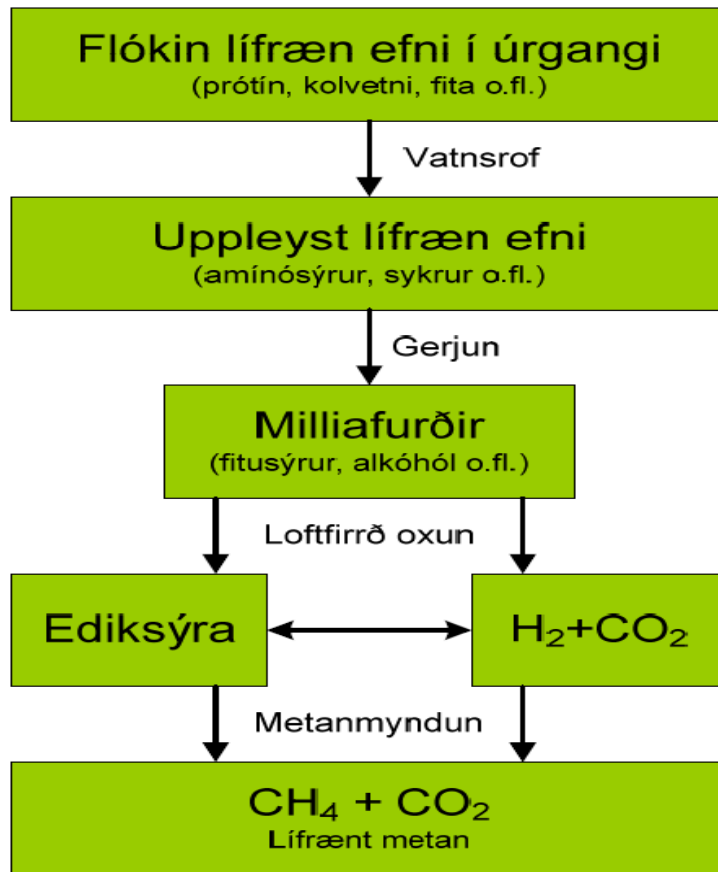 Flókin lífræn efni í úrgangi
(prótín, kolvetni, fita o.fl.)
Vatnsrof
Uppleyst lífræn efni
(amínósýrur, sykrur o.fl.)
Gerjun
Milliafurðir
(fitusýrur, alkóhól o.fl.)
Loftfirrð oxun
Ediksýra
H₂+CO₂
Metanmyndun
CH₄ + CO₂
Lífrænt metan